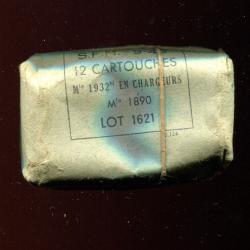 12 CARTOUCHES
Mle 1932N EN CHARGEURS
Mle 1890
LOT 1621